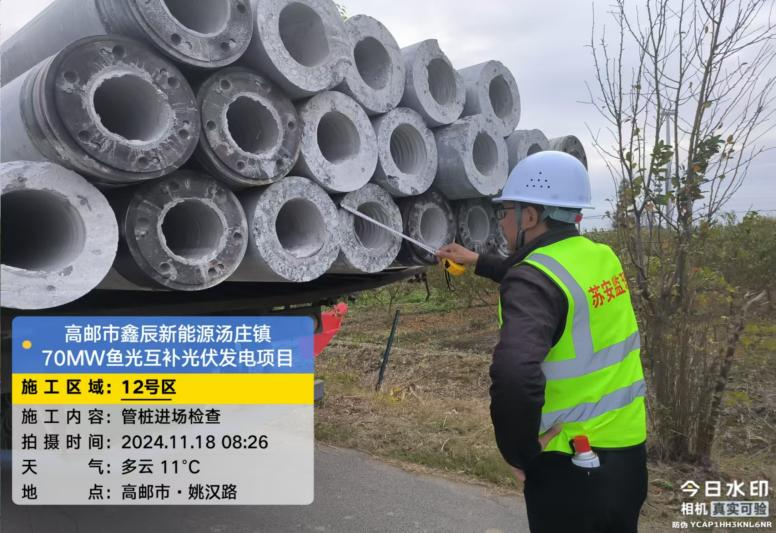 苏安监理
高邮市鑫辰新能源汤庄镇
70MW鱼光互补光伏发电项目
施工区域：12号区
施工内容：管桩进场检查
拍摄时间：2024.11.18 08:26
天气：多云 11℃
地点：高邮市·姚汉路
今日水印
相机 真实可验
防伪 YCAP1HH3KNL6NR